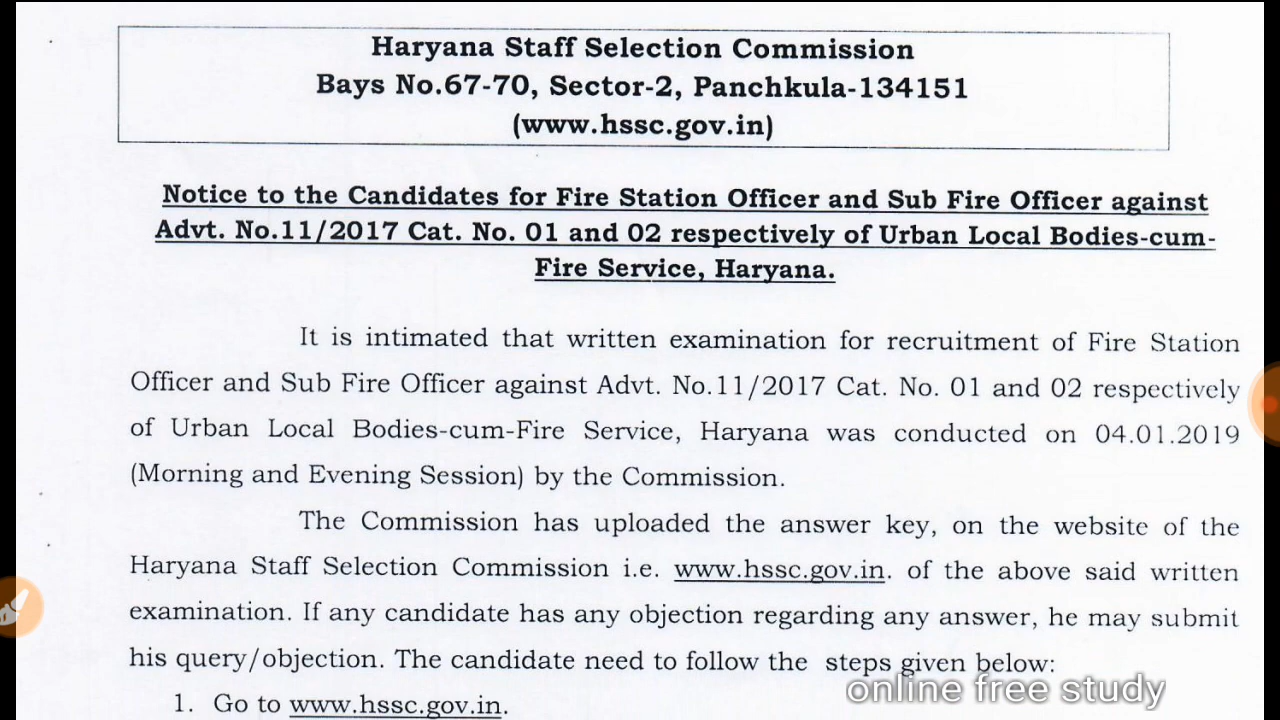 Haryana Staff Selection Commission
Bays No.67-70, Sector-2, Panchkula-134151
(www.hssc.gov.in)
Notice to the Candidates for Fire Station Officer and Sub Fire Officer against
Advt. No.11/2017 Cat. No. 01 and 02 respectively of Urban Local Bodies-cum-
Fire Service, Haryana.
It is intimated that written examination for recruitment of Fire Station
Officer and Sub Fire Officer against Advt. No.11/2017 Cat. No. 01 and 02 respectively
of Urban Local Bodies-cum-Fire Service, Haryana was conducted on 04.01.2019
(Morning and Evening Session) by the Commission.
The Commission has uploaded the answer key, on the website of the
Haryana Staff Selection Commission i.e. www.hssc.gov.in. of the above said written
examination. If any candidate has any objection regarding any answer, he may submit
his query/objection. The candidate need to follow the steps given below:
1. Go to www.hssc.gov.in.
online free study